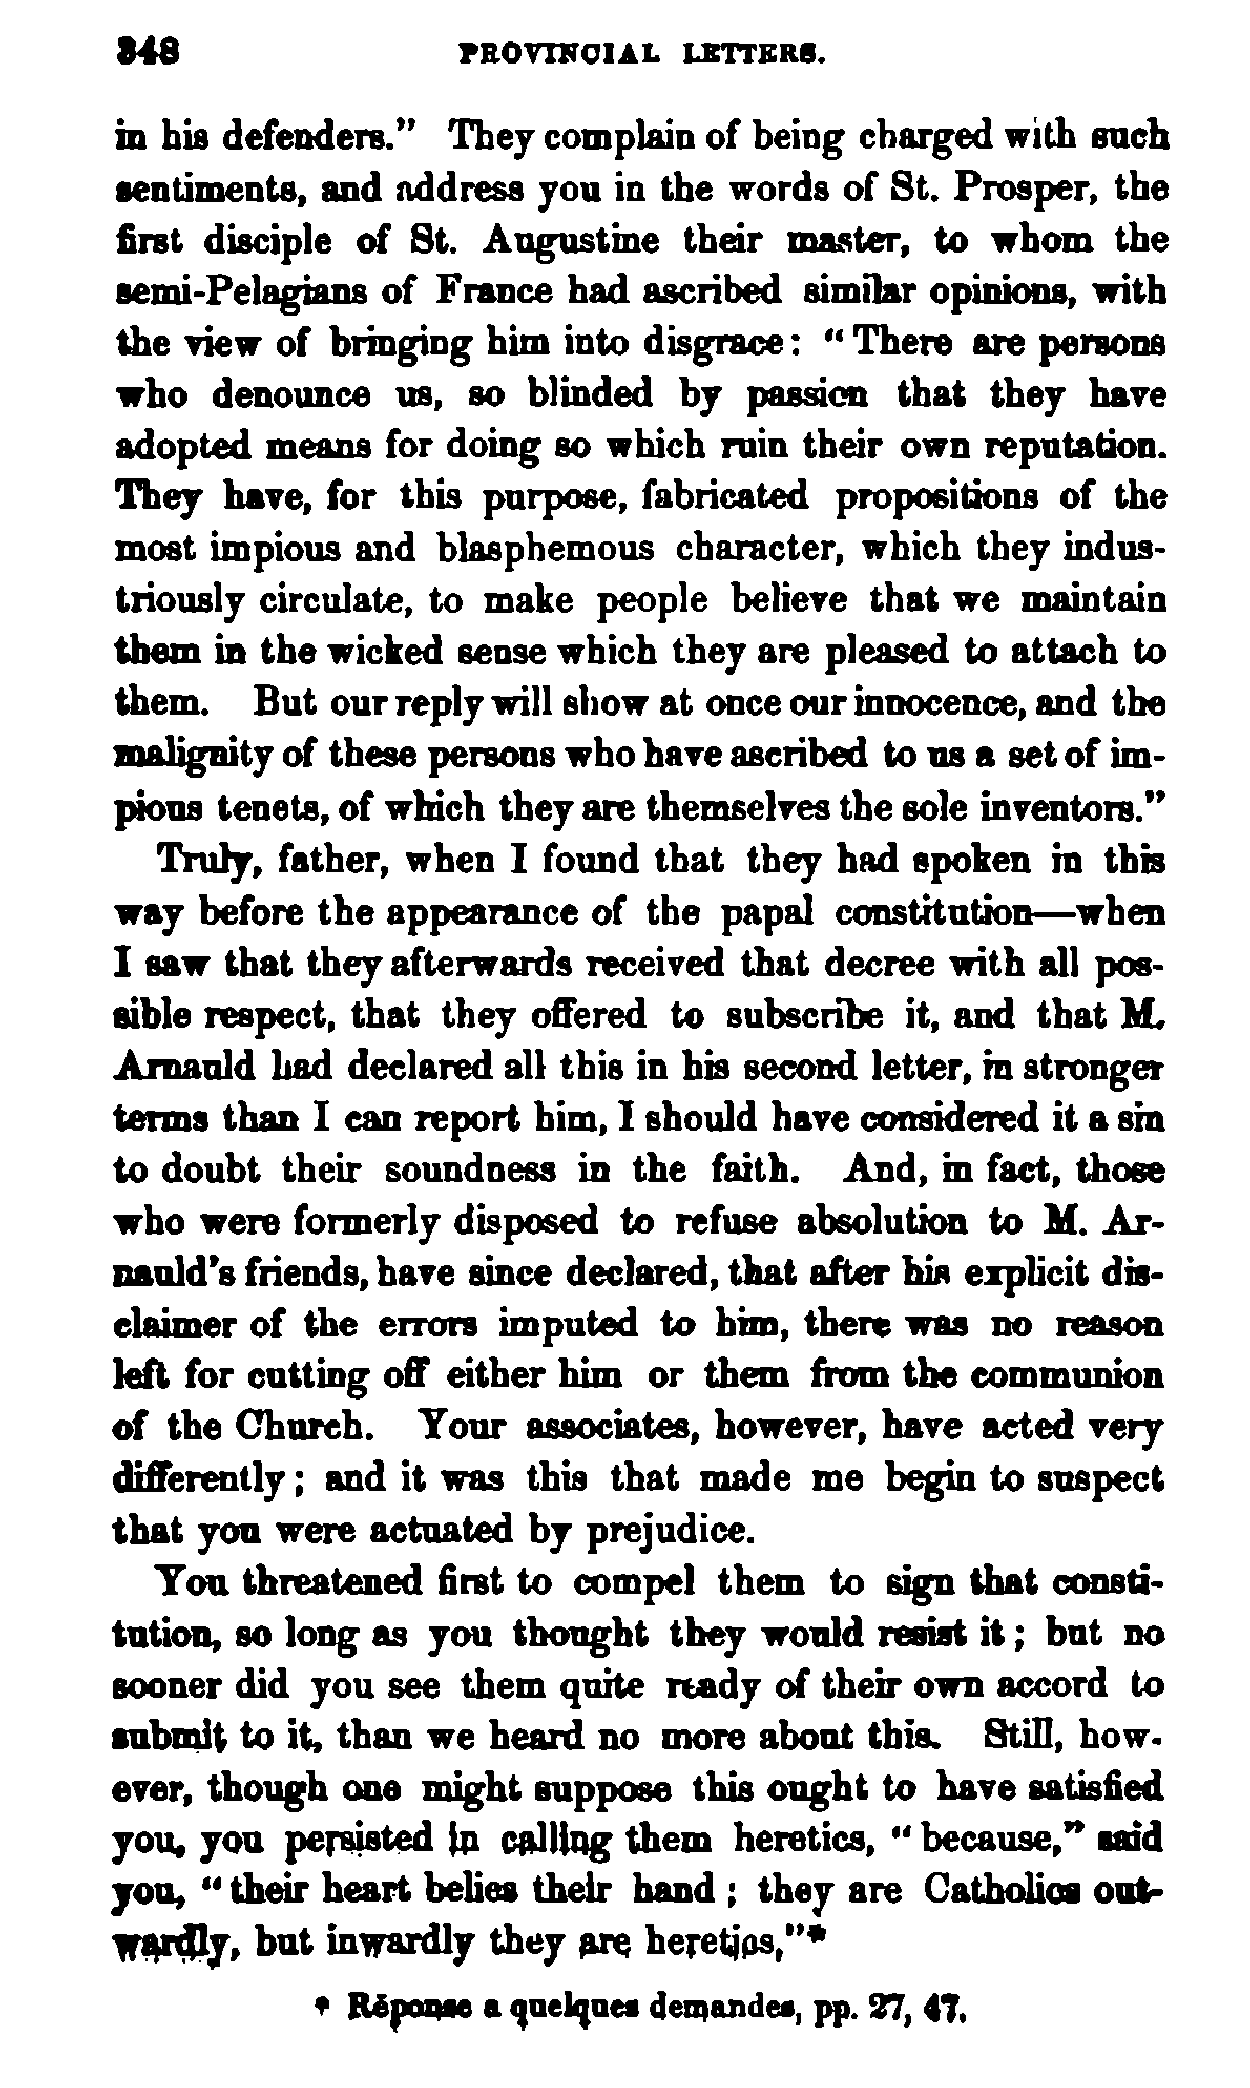 348 PROVINCIAL LETTERS.
in his defenders." They complain of being charged with such
sentiments, and address you in the words of St. Prosper, the
first disciple of St. Augustine their master, to whom the
semi-Pelagians of France had ascribed similar opinions, with
the view of bringing him into disgrace: "There are persons
who denounce us, so blinded by passion that they have
adopted means for doing so which ruin their own reputation.
They have, for this purpose, fabricated propositions of the
most impious and blasphemous character, which they indus-
triously circulate, to make people believe that we maintain
them in the wicked sense which they are pleased to attach to
them. But our reply will show at once our innocence, and the
malignity of these persons who have ascribed to us a set of im-
pious tenets, of which they are themselves the sole inventors."
Truly, father, when I found that they had spoken in this
way before the appearance of the papal constitution—when
I saw that they afterwards received that decree with all pos-
sible respect, that they offered to subscribe it, and that M.
Arnauld had declared all this in his second letter, in stronger
terms than I can report him, I should have considered it a sin
to doubt their soundness in the faith. And, in fact, those
who were formerly disposed to refuse absolution to M. Ar-
nauld's friends, have since declared, that after his explicit dis-
claimer of the errors imputed to him, there was no reason
left for cutting off either him or them from the communion
of the Church. Your associates, however, have acted very
differently; and it was this that made me begin to suspect
that you were actuated by prejudice.
You threatened first to compel them to sign that consti-
tution, so long as you thought they would resist it; but no
sooner did you see them quite ready of their own accord to
submit to it, than we heard no more about this. Still, how-
ever, though one might suppose this ought to have satisfied
you, you persisted in calling them heretics, "because," said
you, "their heart belies their hand; they are Catholics out-
wardly, but inwardly they are heretics,"*
* Réponse a quelques demandes, pp. 27, 47.